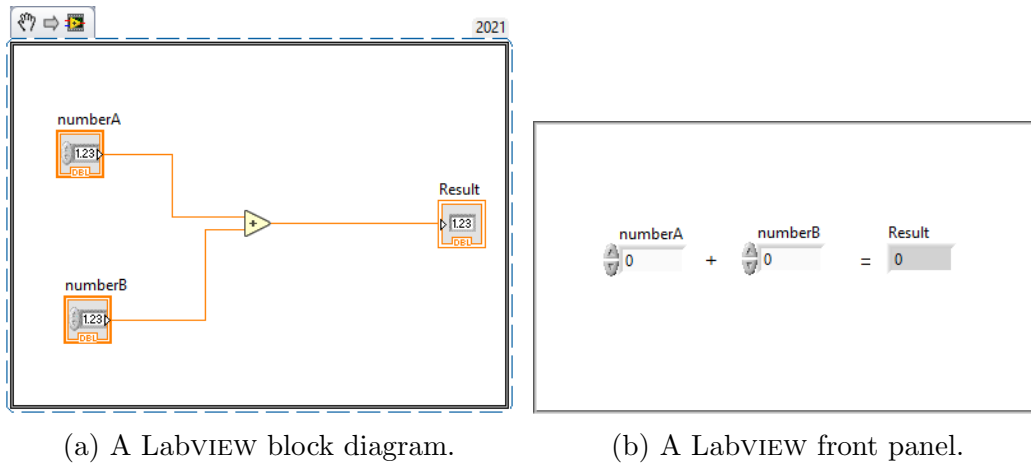 2021
numberA
1.23
DBL
Result
1.23
DBL
+
numberB
1.23
DBL
numberA numberB Result
0 + 0 = 0
(a) A LabVIEW block diagram. (b) A LabVIEW front panel.